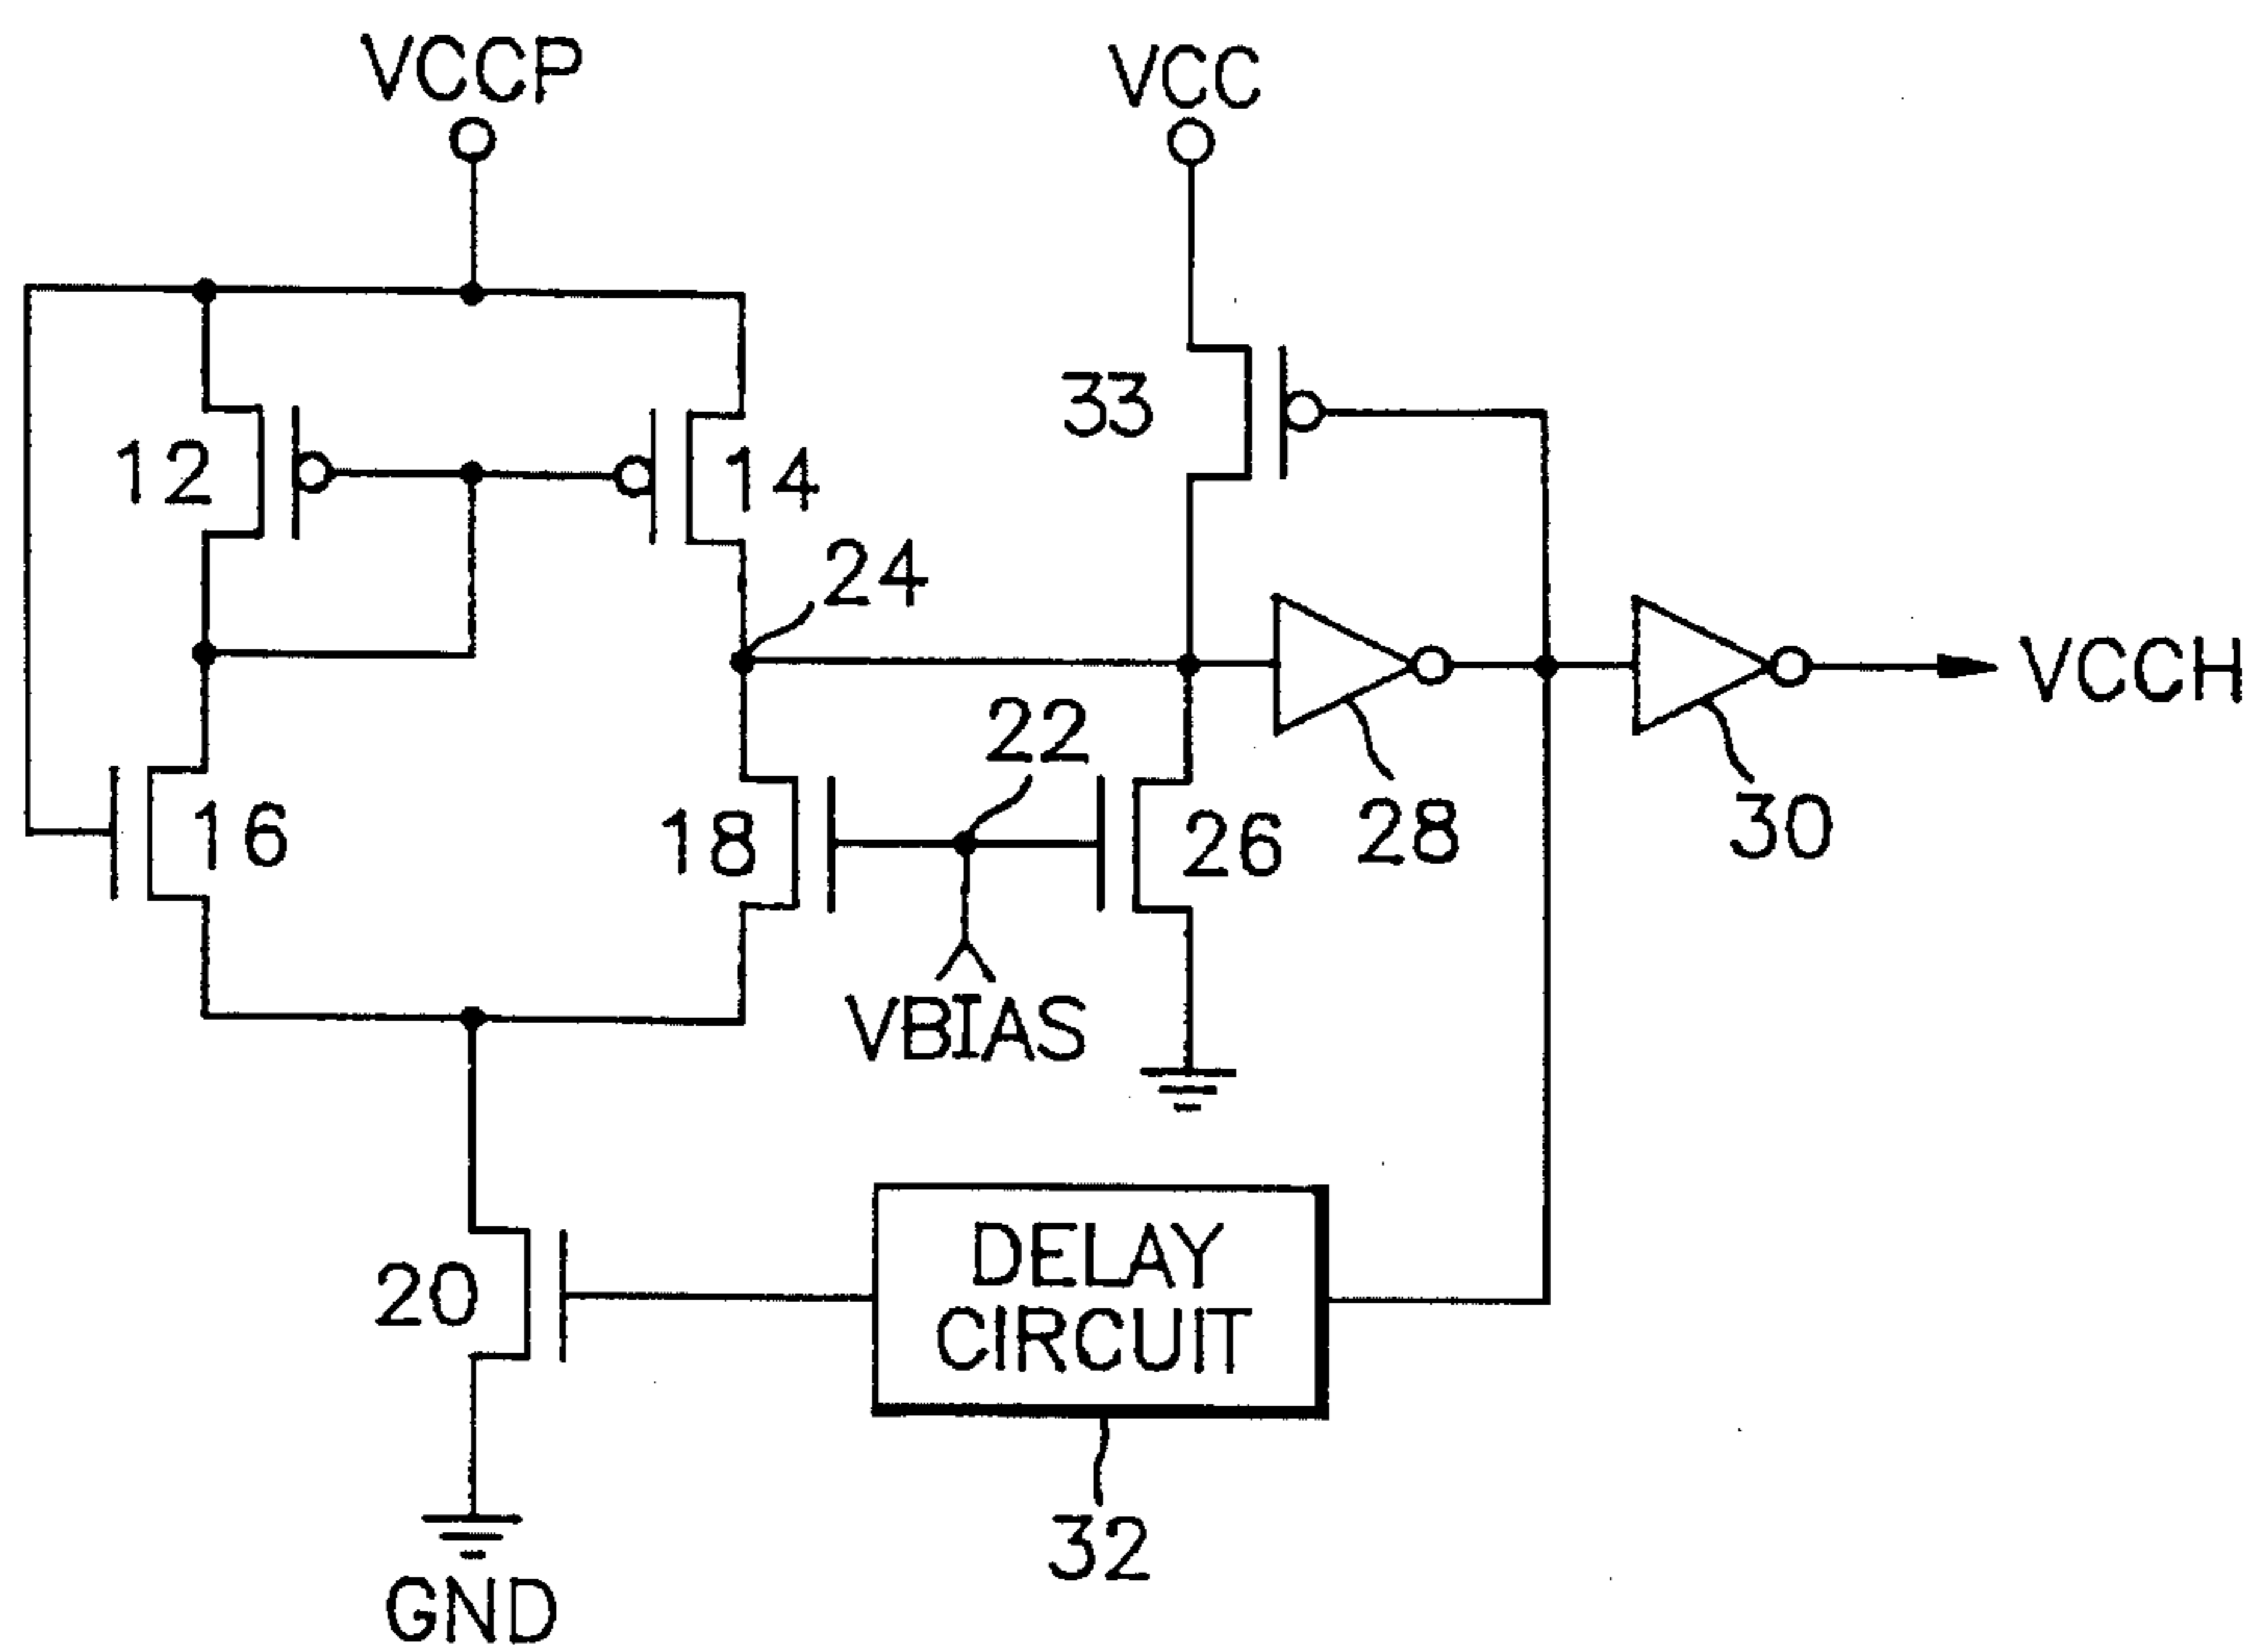 VCCP
VCC
33
12
14
24
VCCH
22
16
18
26
28
30
VBIAS
DELAY
CIRCUIT
20
32
GND